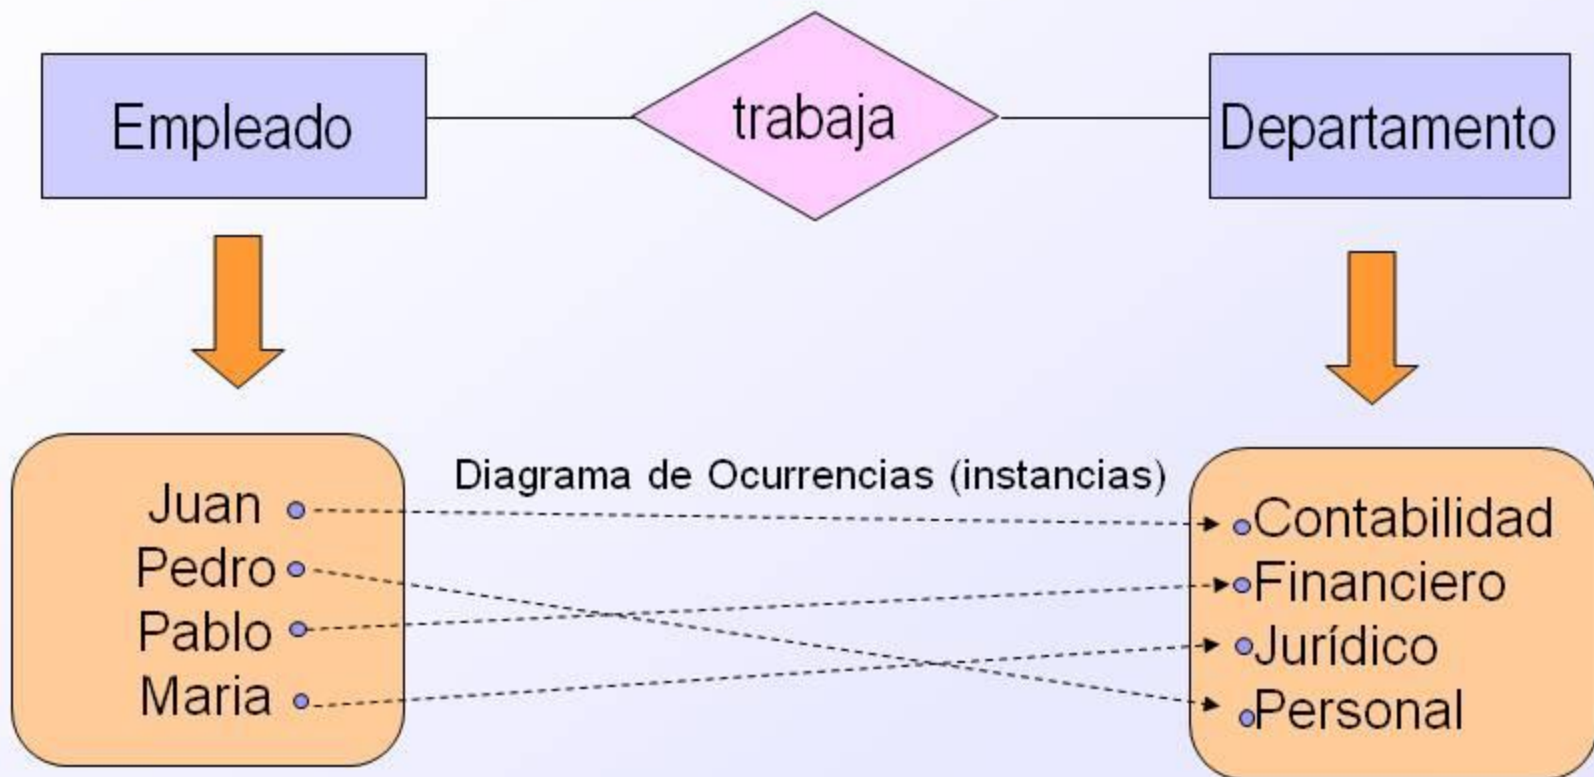 Empleado
trabaja
Departamento
Diagrama de Ocurrencias (instancias)
Juan
Pedro
Pablo
Maria
Contabilidad
Financiero
Jurídico
Personal